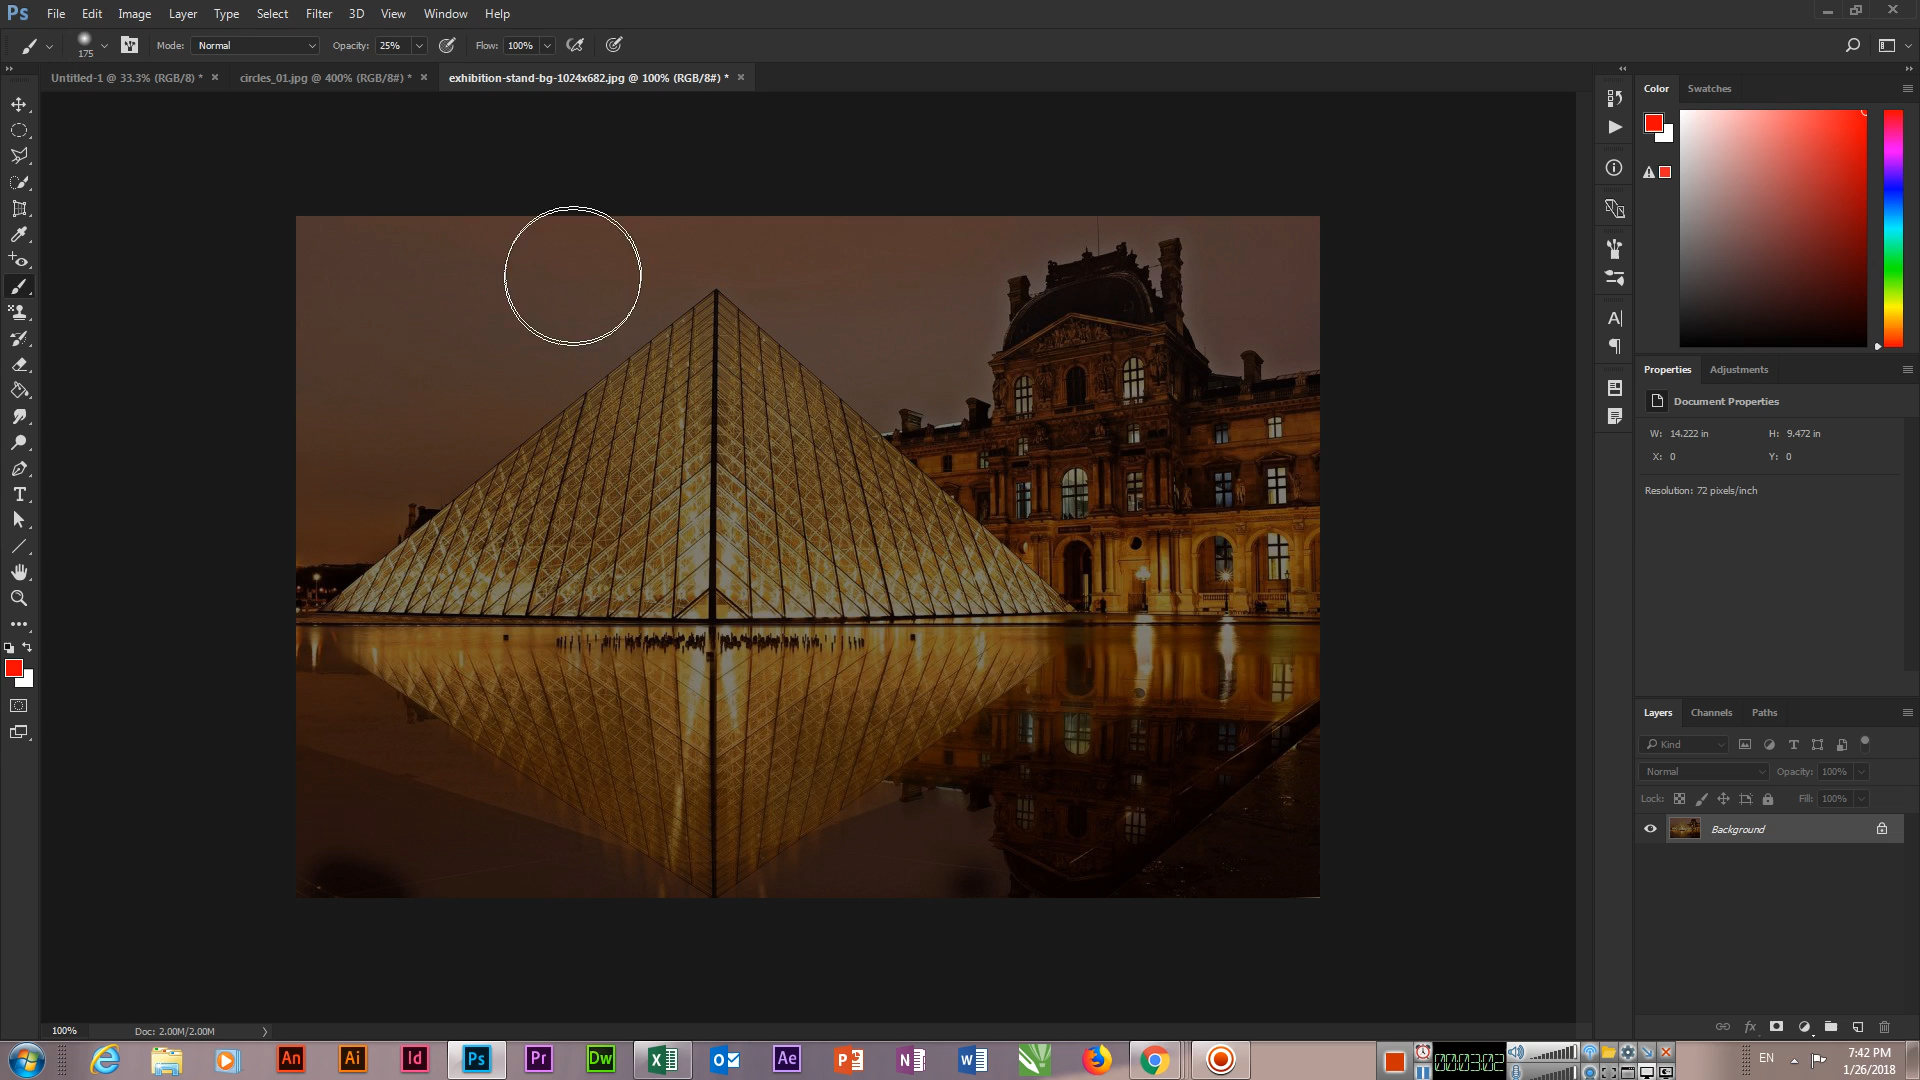 Ps File Edit Image Layer Type Select Filter 3D View Window Help
175 Mode: Normal Opacity: 25% Flow: 100%
Untitled-1 @ 33.3% (RGB/8) * × circles_01.jpg @ 400% (RGB/8#) * × exhibition-stand-bg-1024x682.jpg @ 100% (RGB/8#) * ×
Color Swatches
Properties Adjustments
Document Properties
W: 14.222 in H: 9.472 in
X: 0 Y: 0
Resolution: 72 pixels/inch
Layers Channels Paths
Kind
Normal Opacity: 100%
Lock: Fill: 100%
Background
fx
100% Doc: 2.00M/2.00M
An Ai Id Ps Pr Dw X O Ae P N W
00:03:02
EN
7:42 PM
1/26/2018